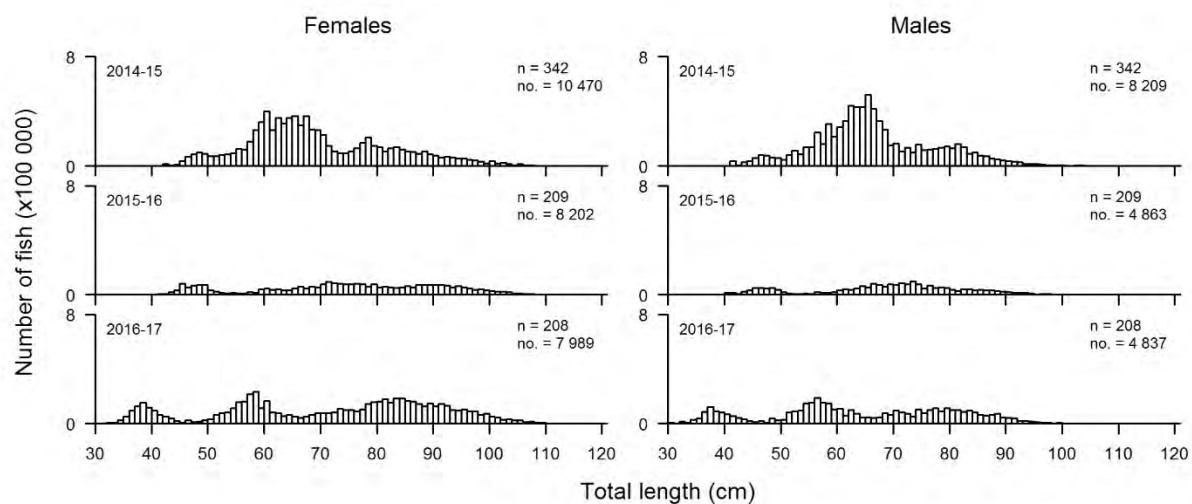 Females
Males
Number of fish (x100 000)
8
2014-15
n = 342
no. = 10 470
0
8
2014-15
n = 342
no. = 8 209
0
8
2015-16
n = 209
no. = 8 202
0
8
2015-16
n = 209
no. = 4 863
0
8
2016-17
n = 208
no. = 7 989
0
8
2016-17
n = 208
no. = 4 837
0
30 40 50 60 70 80 90 100 110 120
30 40 50 60 70 80 90 100 110 120
Total length (cm)